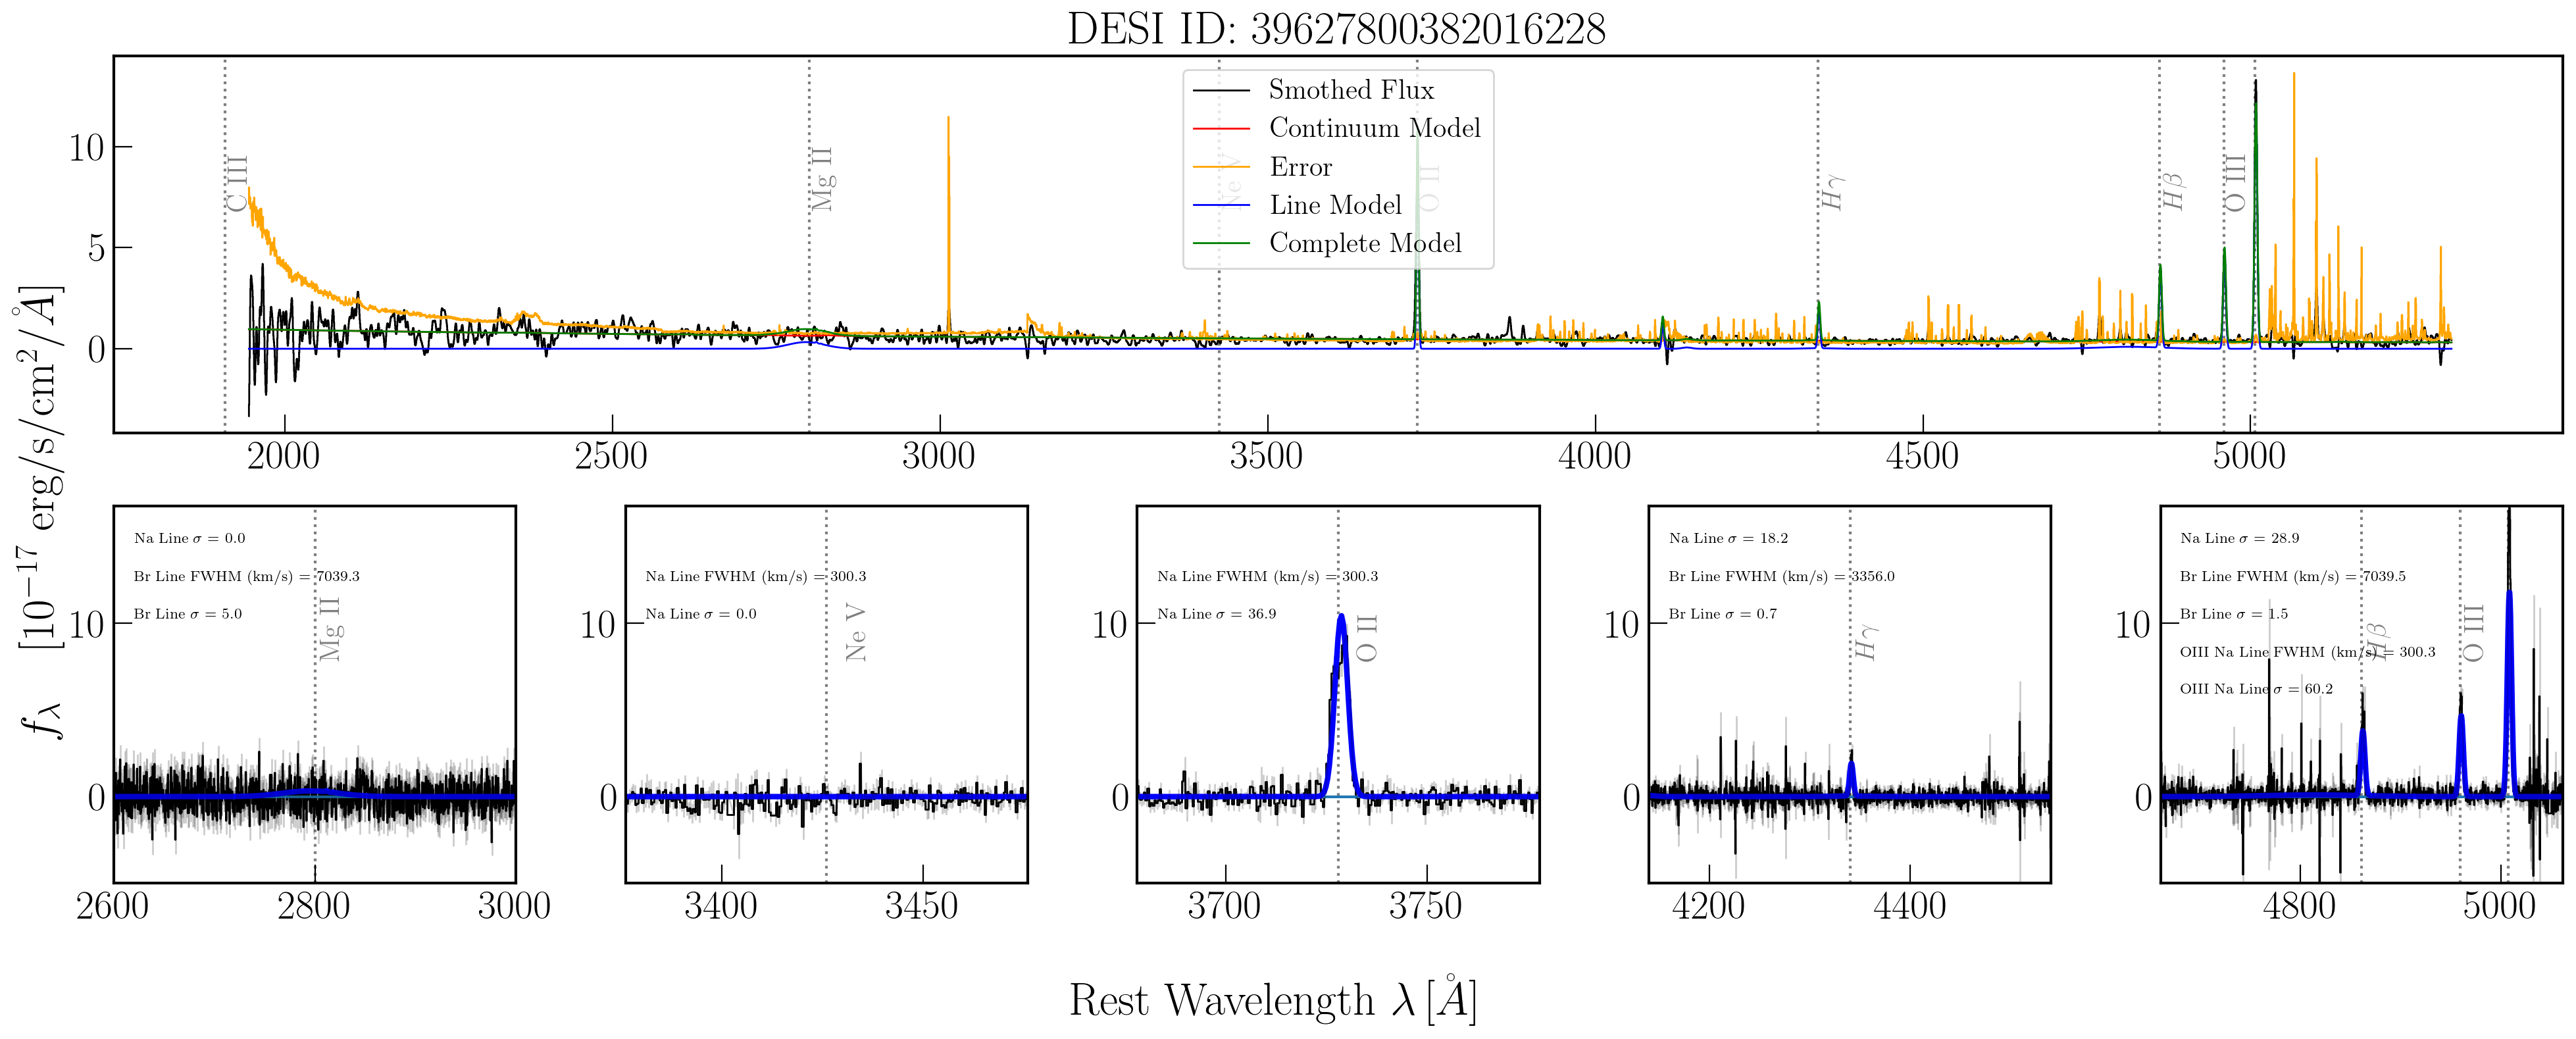 DESI ID: 39627800382016228
f_λ [10^{-17} erg/s/cm^2/Å]
10
5
0
C III
Mg II
Ne V
O II
Hγ
Hβ
O III
Smothed Flux
Continuum Model
Error
Line Model
Complete Model
2000 2500 3000 3500 4000 4500 5000
Na Line σ = 0.0
Br Line FWHM (km/s) = 7039.3
Br Line σ = 5.0
Mg II
10
0
2600 2800 3000
Na Line FWHM (km/s) = 300.3
Na Line σ = 0.0
Ne V
10
0
3400 3450
Na Line FWHM (km/s) = 300.3
Na Line σ = 36.9
O II
10
0
3700 3750
Na Line σ = 18.2
Br Line FWHM (km/s) = 3356.0
Br Line σ = 0.7
Hγ
10
0
4200 4400
Na Line σ = 28.9
Br Line FWHM (km/s) = 7039.5
Br Line σ = 1.5
OIII Na Line FWHM (km/s) = 300.3
OIII Na Line σ = 60.2
Hβ
O III
10
0
4800 5000
Rest Wavelength λ [Å]